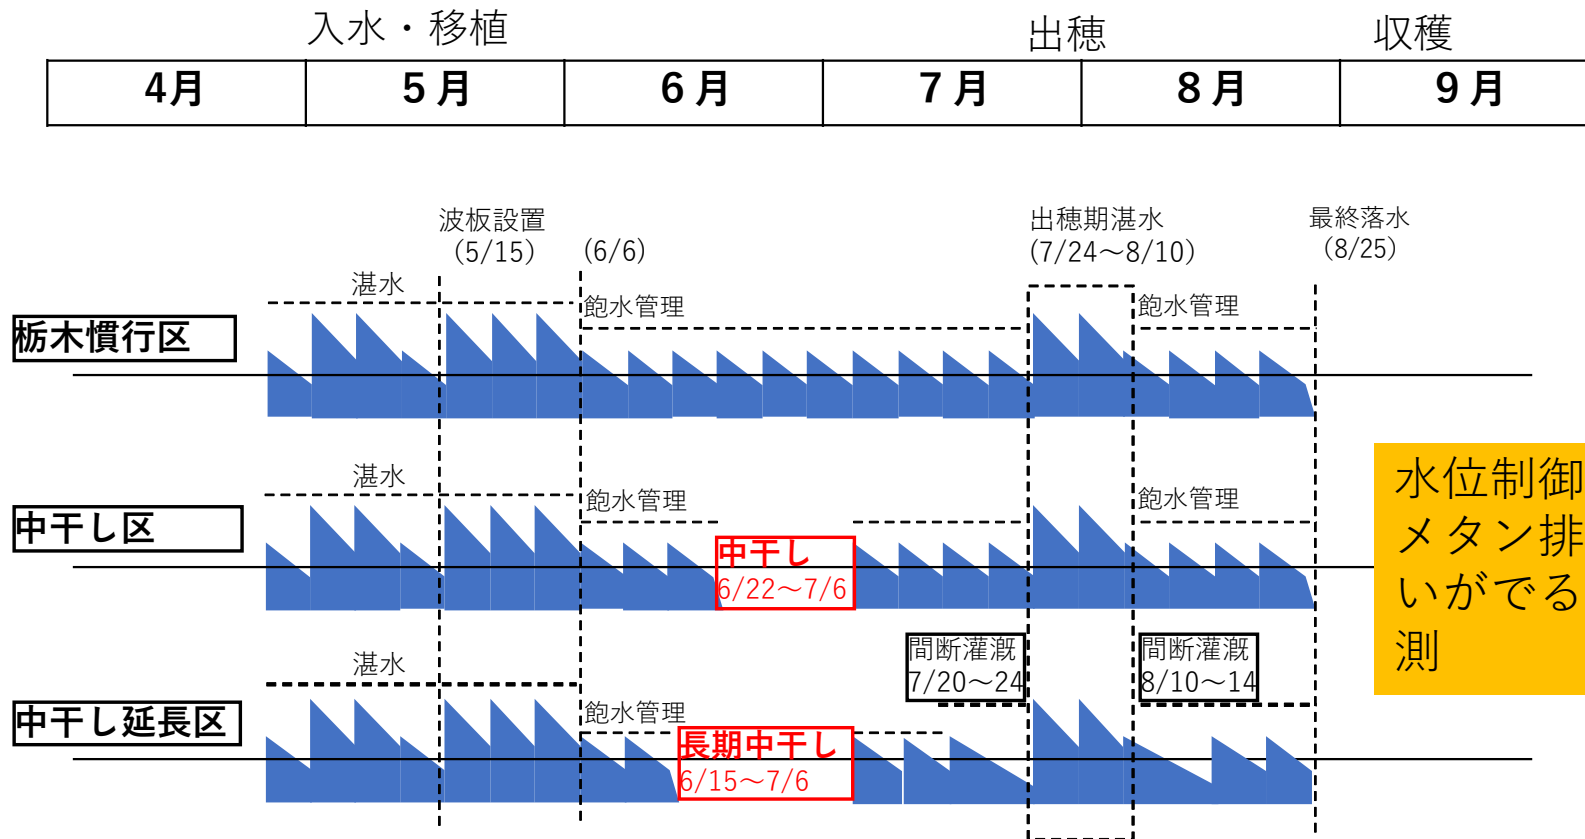 入水・移植
出穂
収穫
4月
5月
6月
7月
8月
9月
波板設置
(5/15)
(6/6)
出穂期湛水
(7/24～8/10)
最終落水
(8/25)
湛水
飽水管理
飽水管理
栃木慣行区
湛水
飽水管理
飽水管理
中干し区
中干し
6/22～7/6
水位制御
メタン排
いがでる
測
間断灌漑
7/20～24
間断灌漑
8/10～14
湛水
飽水管理
中干し延長区
長期中干し
6/15～7/6